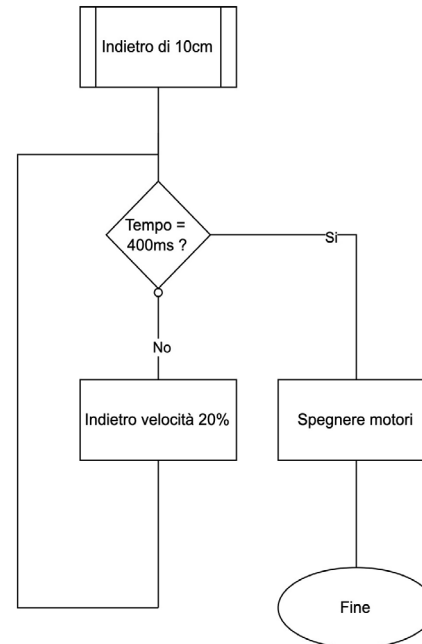 Indietro di 10cm
Tempo =
400ms ?
Si
No
Indietro velocità 20%
Spegnere motori
Fine